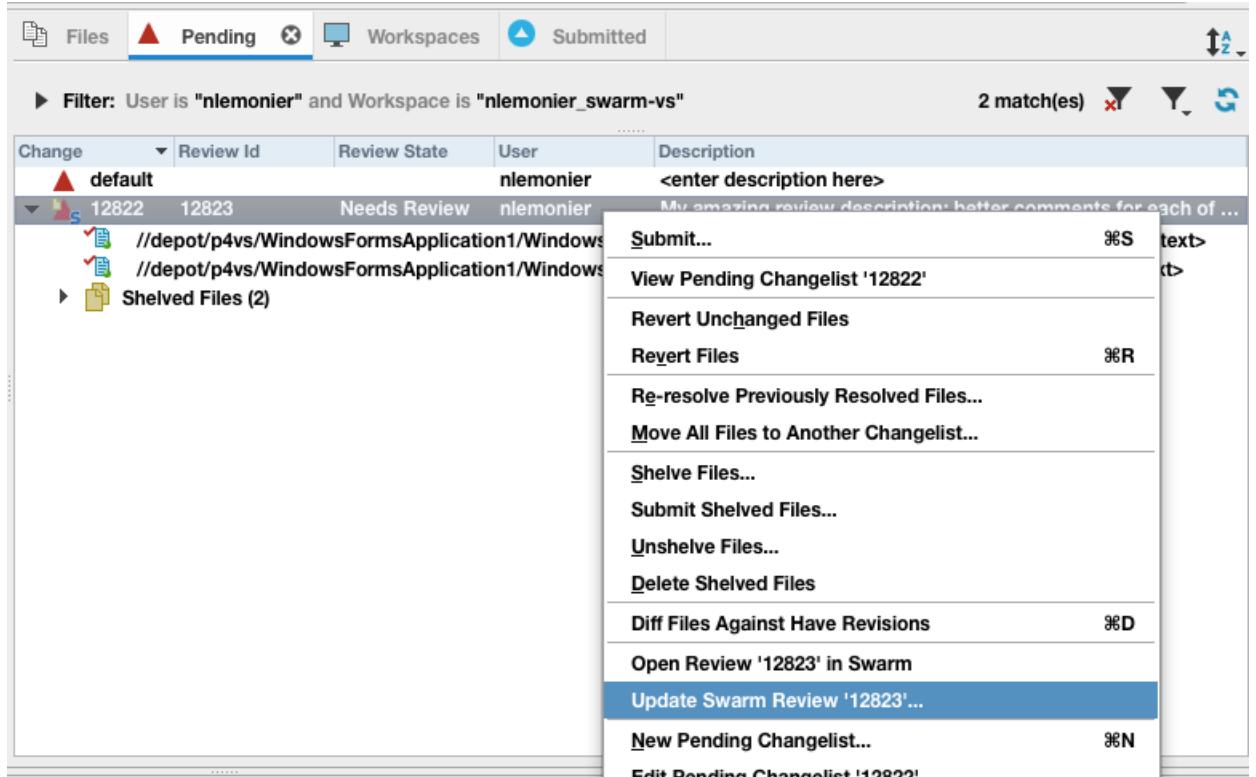 Files Pending Workspaces Submitted
Filter: User is "nlemonier" and Workspace is "nlemonier_swarm-vs" 2 match(es)
Change Review Id Review State User Description
default nlemonier <enter description here>
12822 12823 Needs Review nlemonier My amazing review description: better comments for each of ...
//depot/p4vs/WindowsFormsApplication1/Windows text>
//depot/p4vs/WindowsFormsApplication1/Windows
Shelved Files (2)
Submit... ⌘S
View Pending Changelist '12822'
Revert Unchanged Files
Revert Files ⌘R
Re-resolve Previously Resolved Files...
Move All Files to Another Changelist...
Shelve Files...
Submit Shelved Files...
Unshelve Files...
Delete Shelved Files
Diff Files Against Have Revisions ⌘D
Open Review '12823' in Swarm
Update Swarm Review '12823'...
New Pending Changelist... ⌘N
Edit Pending Changelist '12822'